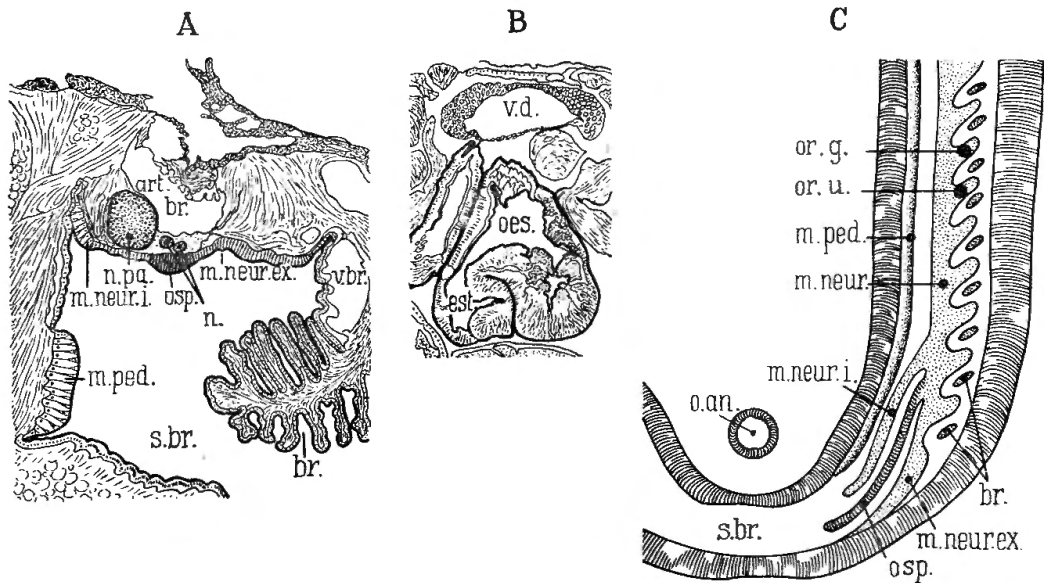 A
B
C
art.
br.
n.pa.
m.neur.i.
osp.
m.neur.ex.
v.br.
n.
m.ped.
s.br.
br.
v.d.
oes.
est.
or.g.
or.u.
m.ped.
m.neur.
m.neur.i.
o.an.
s.br.
br.
m.neur.ex.
osp.